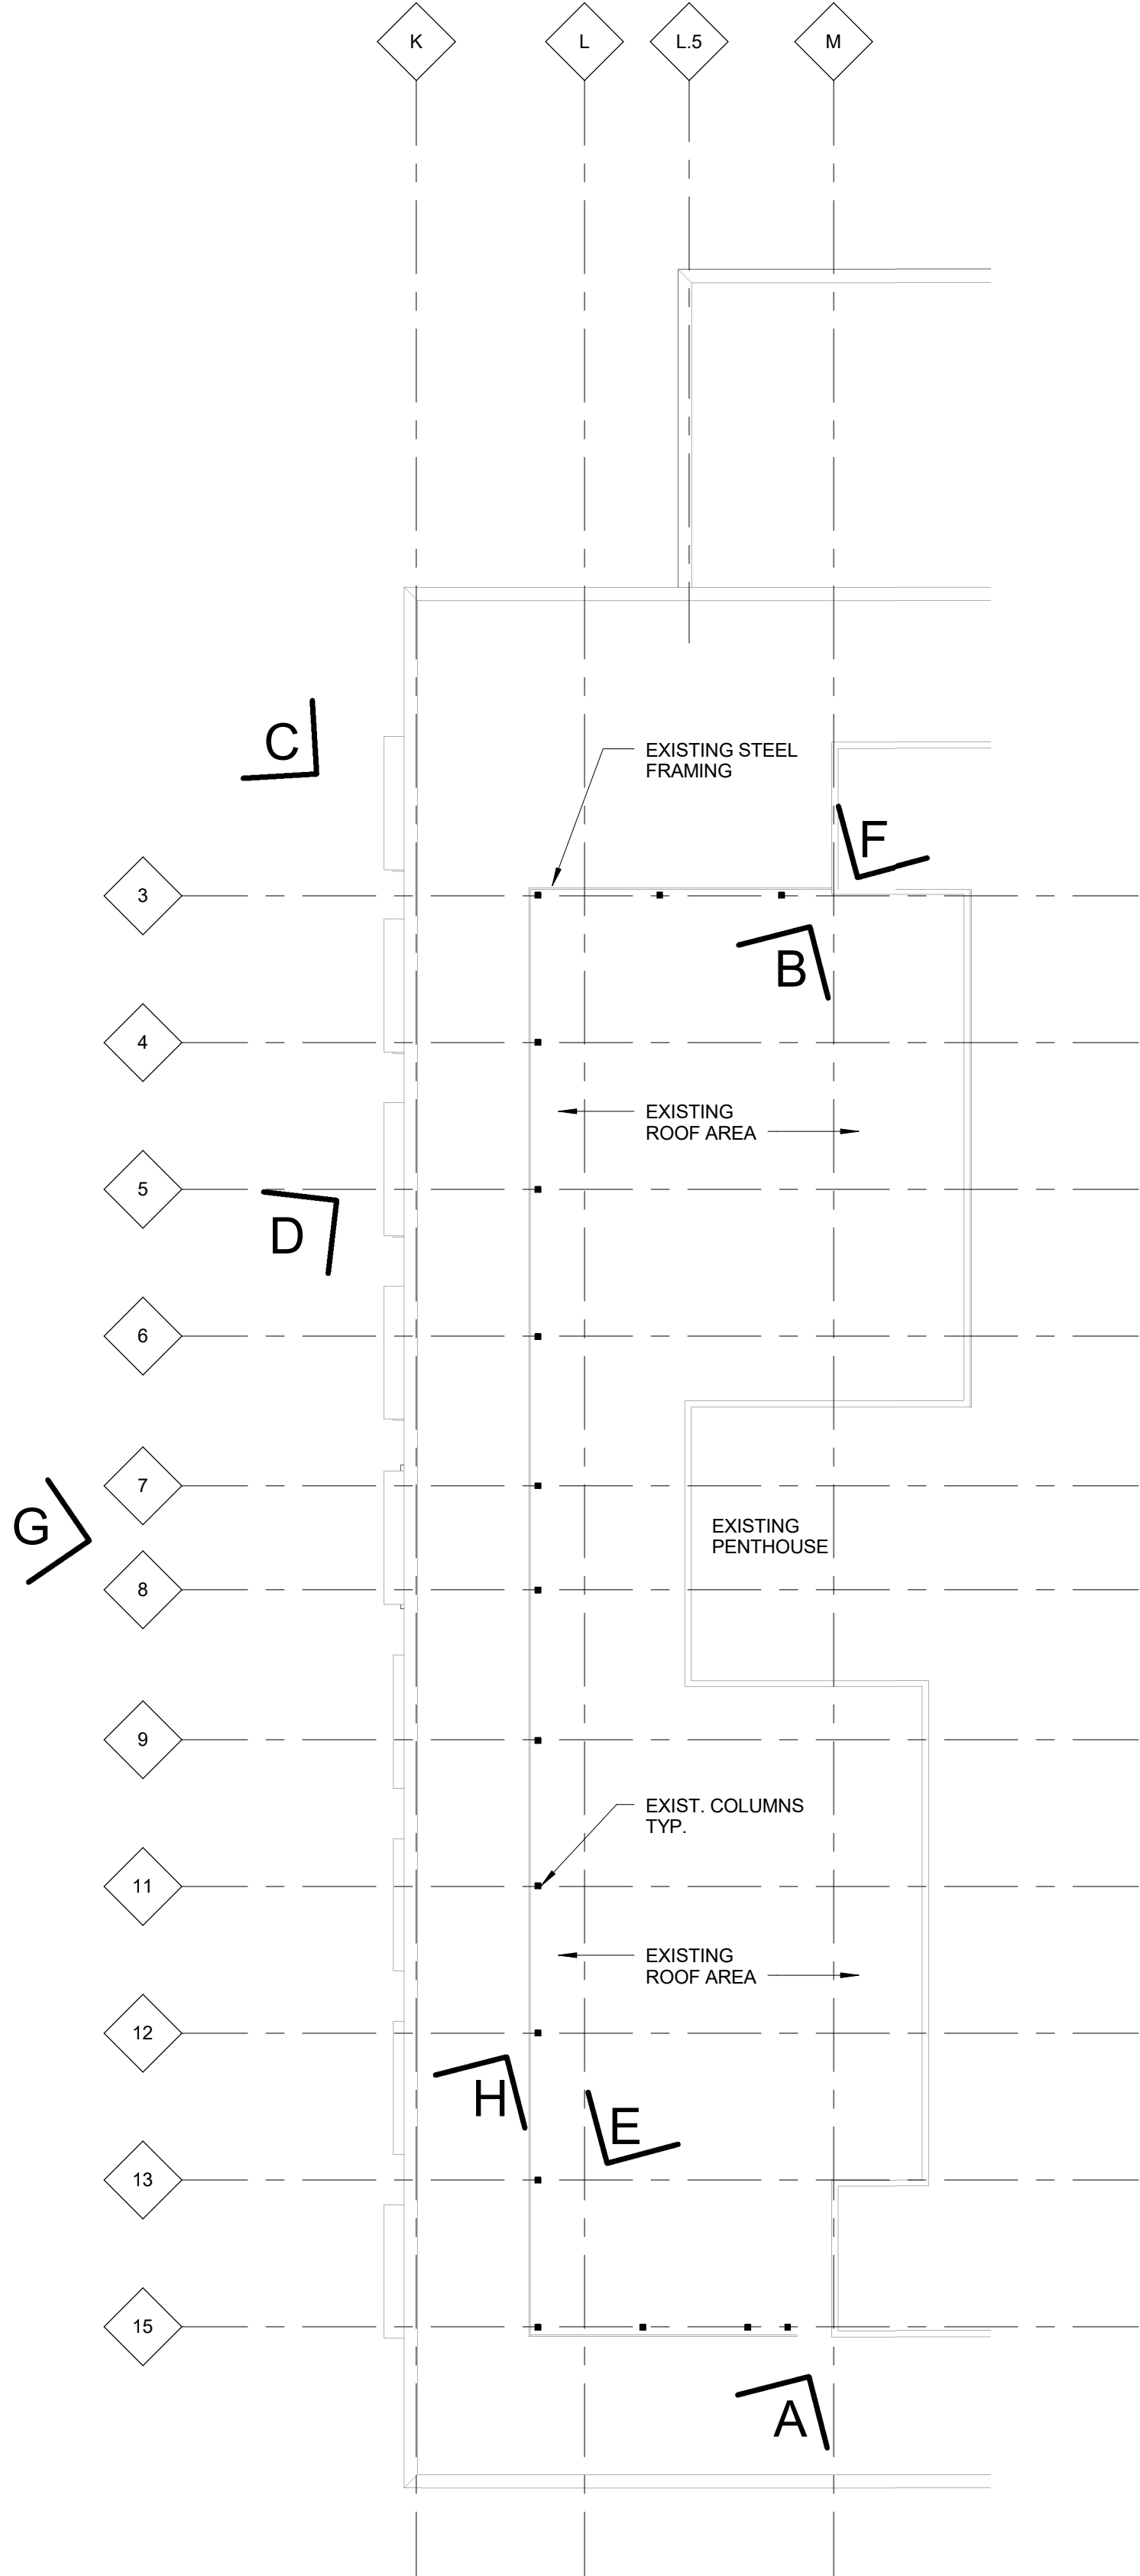 K
L
L.5
M
C
EXISTING STEEL
FRAMING
F
3
B
4
EXISTING
ROOF AREA
5
D
6
7
G
EXISTING
PENTHOUSE
8
9
EXIST. COLUMNS
TYP.
11
EXISTING
ROOF AREA
12
H
E
13
15
A